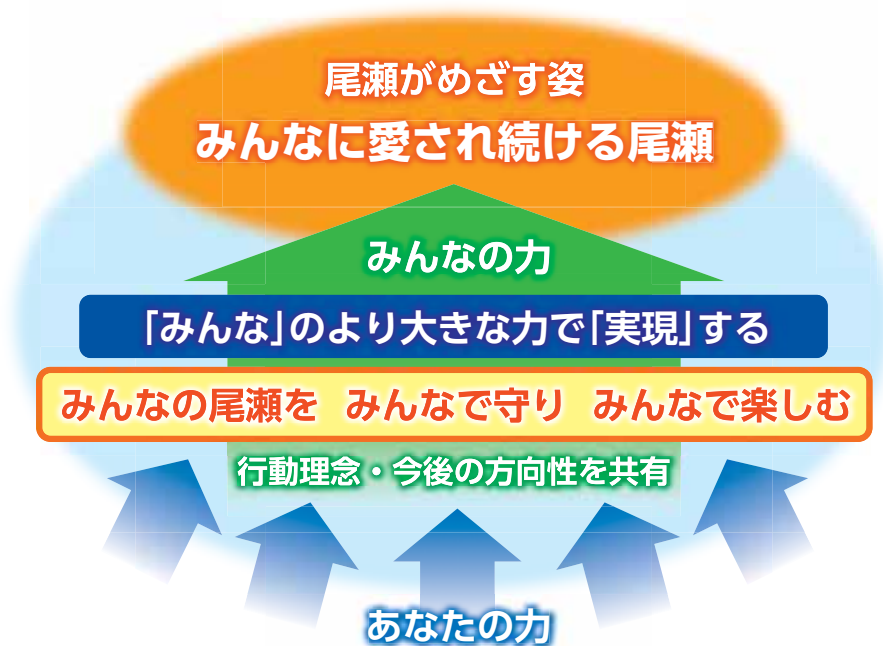 尾瀬がめざす姿
みんなに愛され続ける尾瀬
みんなの力
「みんな」のより大きな力で「実現」する
みんなの尾瀬を みんなで守り みんなで楽しむ
行動理念・今後の方向性を共有
あなたの力